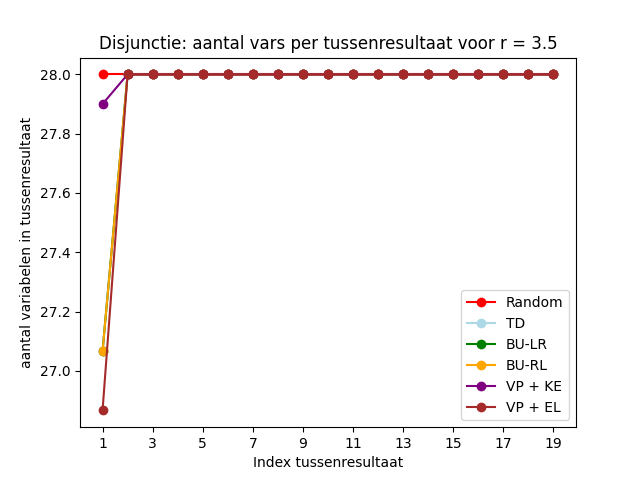 Disjunctie: aantal vars per tussenresultaat voor r = 3.5
aantal variabelen in tussenresultaat
28.0
27.8
27.6
27.4
27.2
27.0
Random
TD
BU-LR
BU-RL
VP + KE
VP + EL
1 3 5 7 9 11 13 15 17 19
Index tussenresultaat